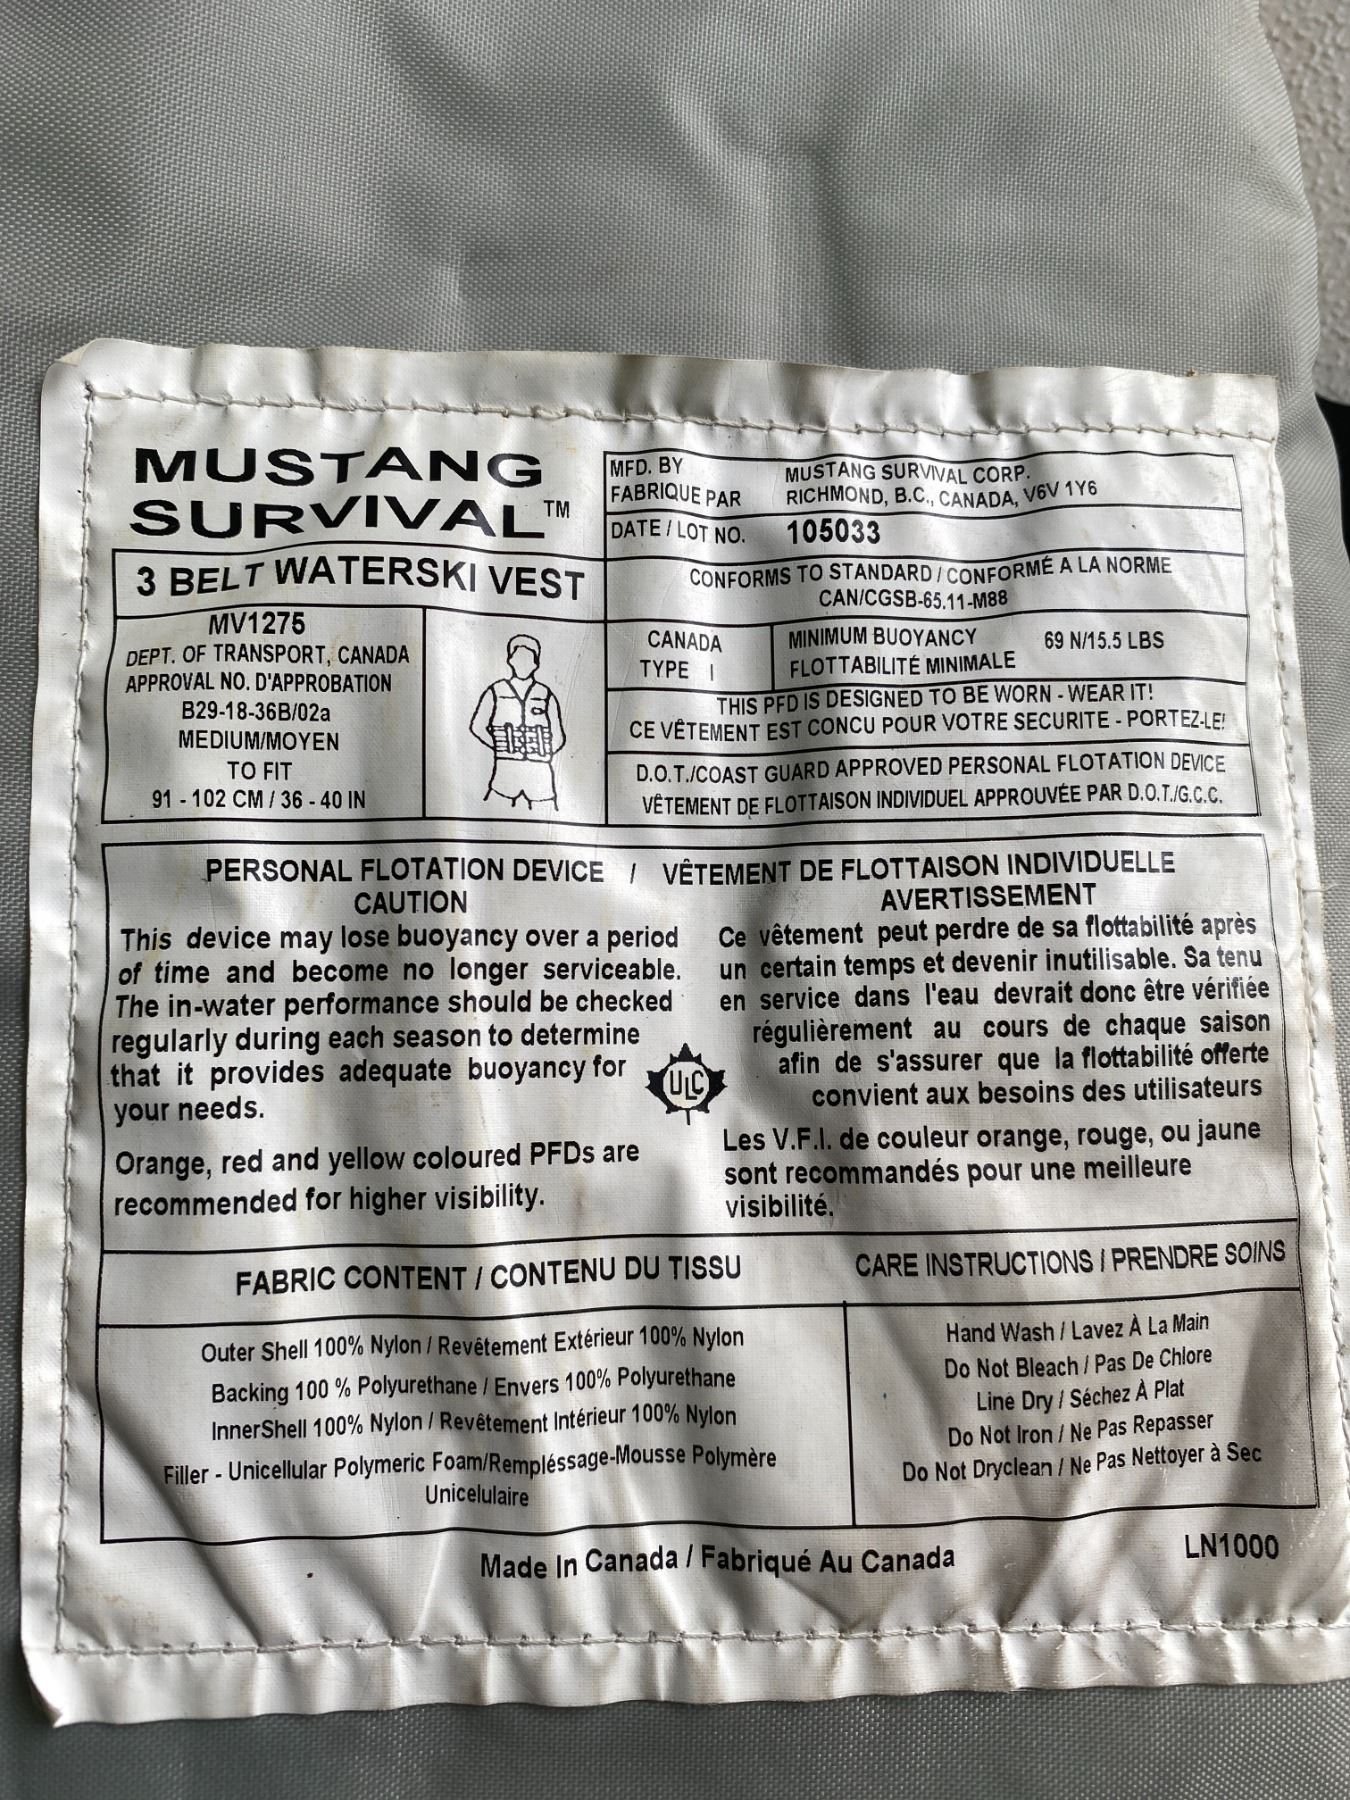 MUSTANG
SURVIVAL™
3 BELT WATERSKI VEST
MV1275
DEPT. OF TRANSPORT, CANADA
APPROVAL NO. D'APPROBATION
B29-18-36B/02a
MEDIUM/MOYEN
TO FIT
91 - 102 CM / 36 - 40 IN
MFD. BY MUSTANG SURVIVAL CORP.
FABRIQUE PAR RICHMOND, B.C., CANADA, V6V 1Y6
DATE / LOT NO. 105033
CONFORMS TO STANDARD / CONFORMÉ A LA NORME
CAN/CGSB-65.11-M88
CANADA
TYPE I
MINIMUM BUOYANCY 69 N/15.5 LBS
FLOTTABILITÉ MINIMALE
THIS PFD IS DESIGNED TO BE WORN - WEAR IT!
CE VÊTEMENT EST CONCU POUR VOTRE SECURITE - PORTEZ-LE!
D.O.T./COAST GUARD APPROVED PERSONAL FLOTATION DEVICE
VÊTEMENT DE FLOTTAISON INDIVIDUEL APPROUVÉE PAR D.O.T./G.C.C.
PERSONAL FLOTATION DEVICE / VÊTEMENT DE FLOTTAISON INDIVIDUELLE
CAUTION
This device may lose buoyancy over a period
of time and become no longer serviceable.
The in-water performance should be checked
regularly during each season to determine
that it provides adequate buoyancy for
your needs.
Orange, red and yellow coloured PFDs are
recommended for higher visibility.
ULC
AVERTISSEMENT
Ce vêtement peut perdre de sa flottabilité après
un certain temps et devenir inutilisable. Sa tenu
en service dans l'eau devrait donc être vérifiée
régulièrement au cours de chaque saison
afin de s'assurer que la flottabilité offerte
convient aux besoins des utilisateurs
Les V.F.I. de couleur orange, rouge, ou jaune
sont recommandés pour une meilleure
visibilité.
FABRIC CONTENT / CONTENU DU TISSU
Outer Shell 100% Nylon / Revêtement Extérieur 100% Nylon
Backing 100 % Polyurethane / Envers 100% Polyurethane
InnerShell 100% Nylon / Revêtement Intérieur 100% Nylon
Filler - Unicellular Polymeric Foam/Rempléssage-Mousse Polymère
Unicelulaire
CARE INSTRUCTIONS / PRENDRE SOINS
Hand Wash / Lavez À La Main
Do Not Bleach / Pas De Chlore
Line Dry / Séchez À Plat
Do Not Iron / Ne Pas Repasser
Do Not Dryclean / Ne Pas Nettoyer à Sec
Made In Canada / Fabriqué Au Canada
LN1000